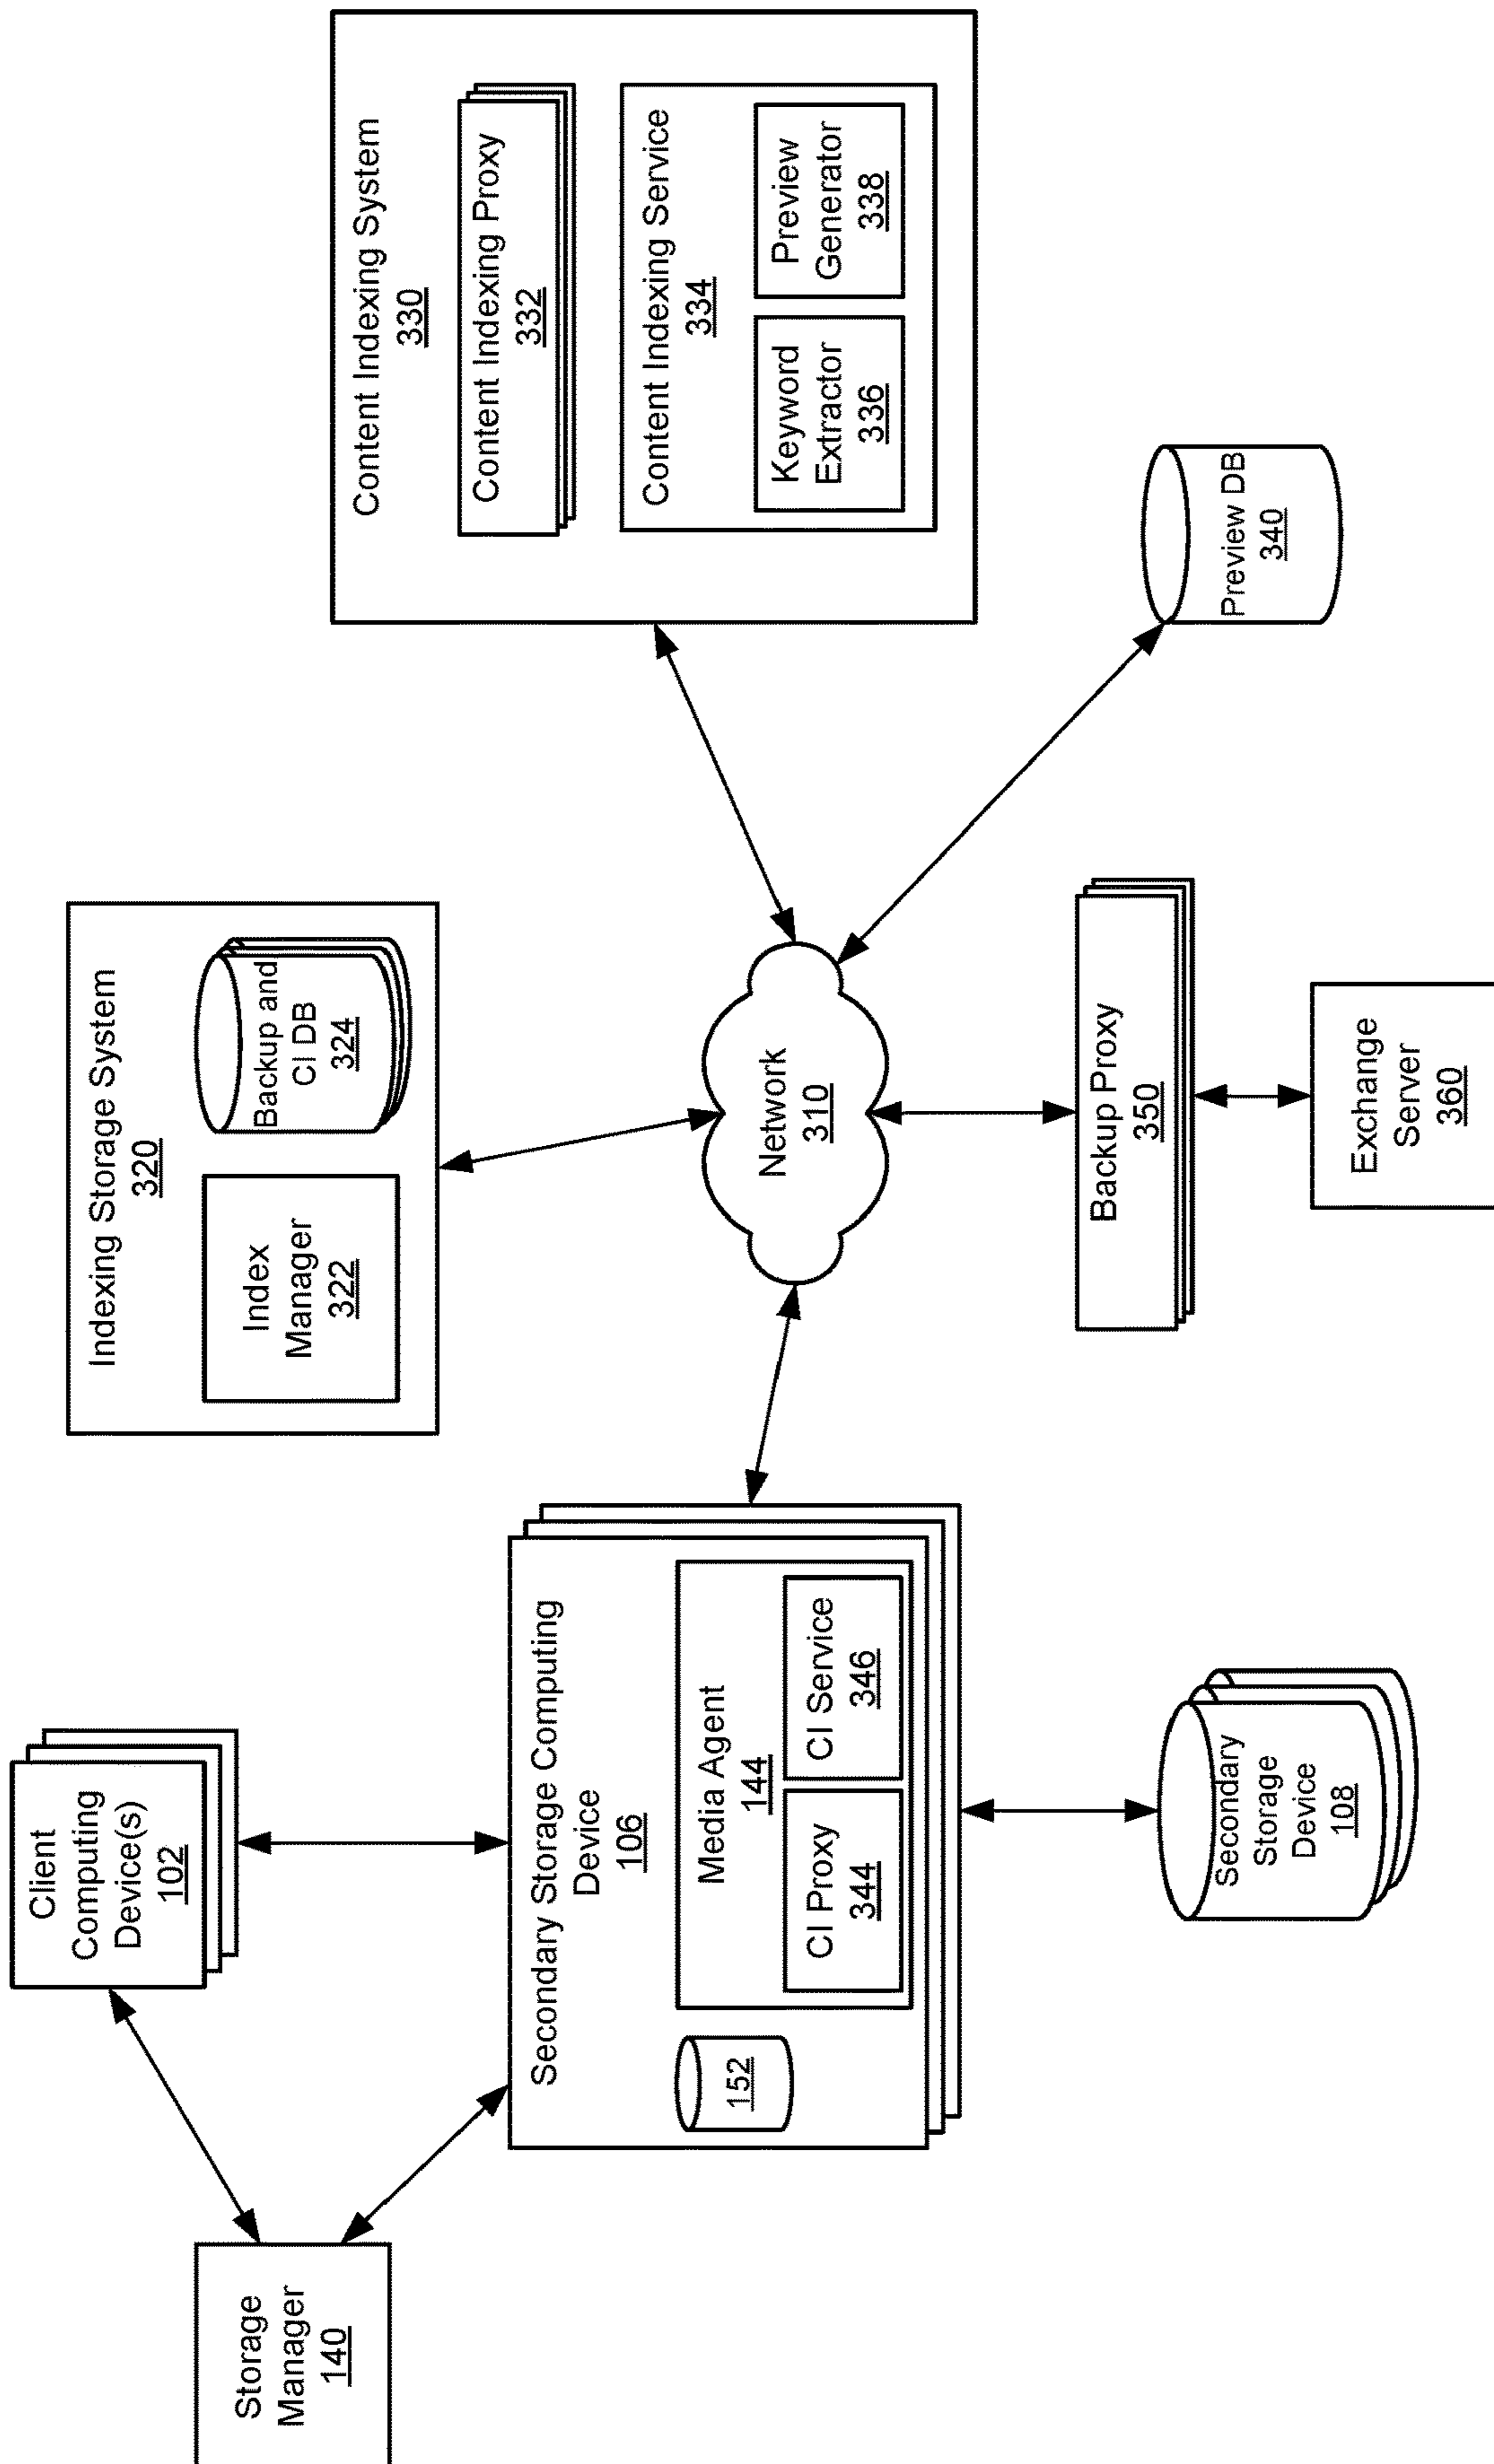 Storage
Manager
140
Client
Computing
Device(s)
102
Secondary Storage Computing
Device
106
152
Media Agent
144
CI Proxy
344
CI Service
346
Secondary
Storage
Device
108
Indexing Storage System
320
Index
Manager
322
Backup and
CI DB
324
Network
310
Backup Proxy
350
Exchange
Server
360
Content Indexing System
330
Content Indexing Proxy
332
Content Indexing Service
334
Keyword
Extractor
336
Preview
Generator
338
Preview DB
340